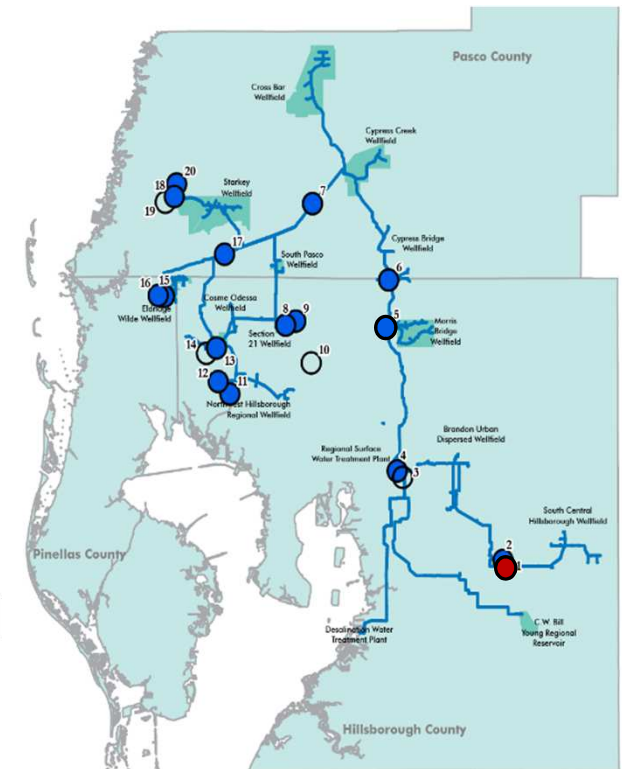 Pasco County
Cross Bar
Wellfield
Cypress Creek
Wellfield
20
18
19
Starkey
Wellfield
7
17
South Pasco
Wellfield
Cypress Bridge
Wellfield
6
16
15
Eldridge
Wilde Wellfield
Cosme Odessa
Wellfield
8
9
Section
21 Wellfield
5
Morris
Bridge
Wellfield
14
13
10
12
11
Northwest Hillsborough
Regional Wellfield
Regional Surface
Water Treatment Plant
4
3
Brandon Urban
Dispersed Wellfield
South Central
Hillsborough Wellfield
2
1
Pinellas County
Desalination Water
Treatment Plant
C.W. Bill
Young Regional
Reservoir
Hillsborough County